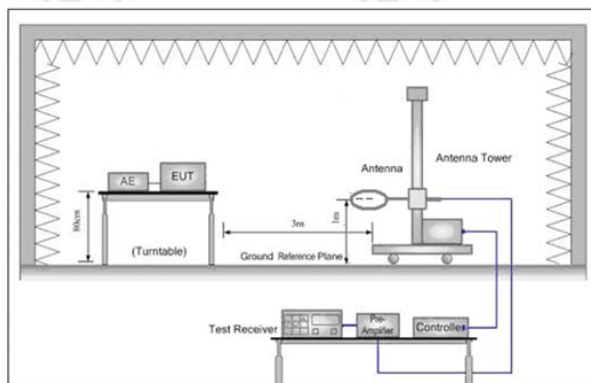 AE
EUT
Antenna
Antenna Tower
80cm
(Turntable)
3m
1m
Ground Reference Plane
Test Receiver
Pre-
Amplifier
Controller